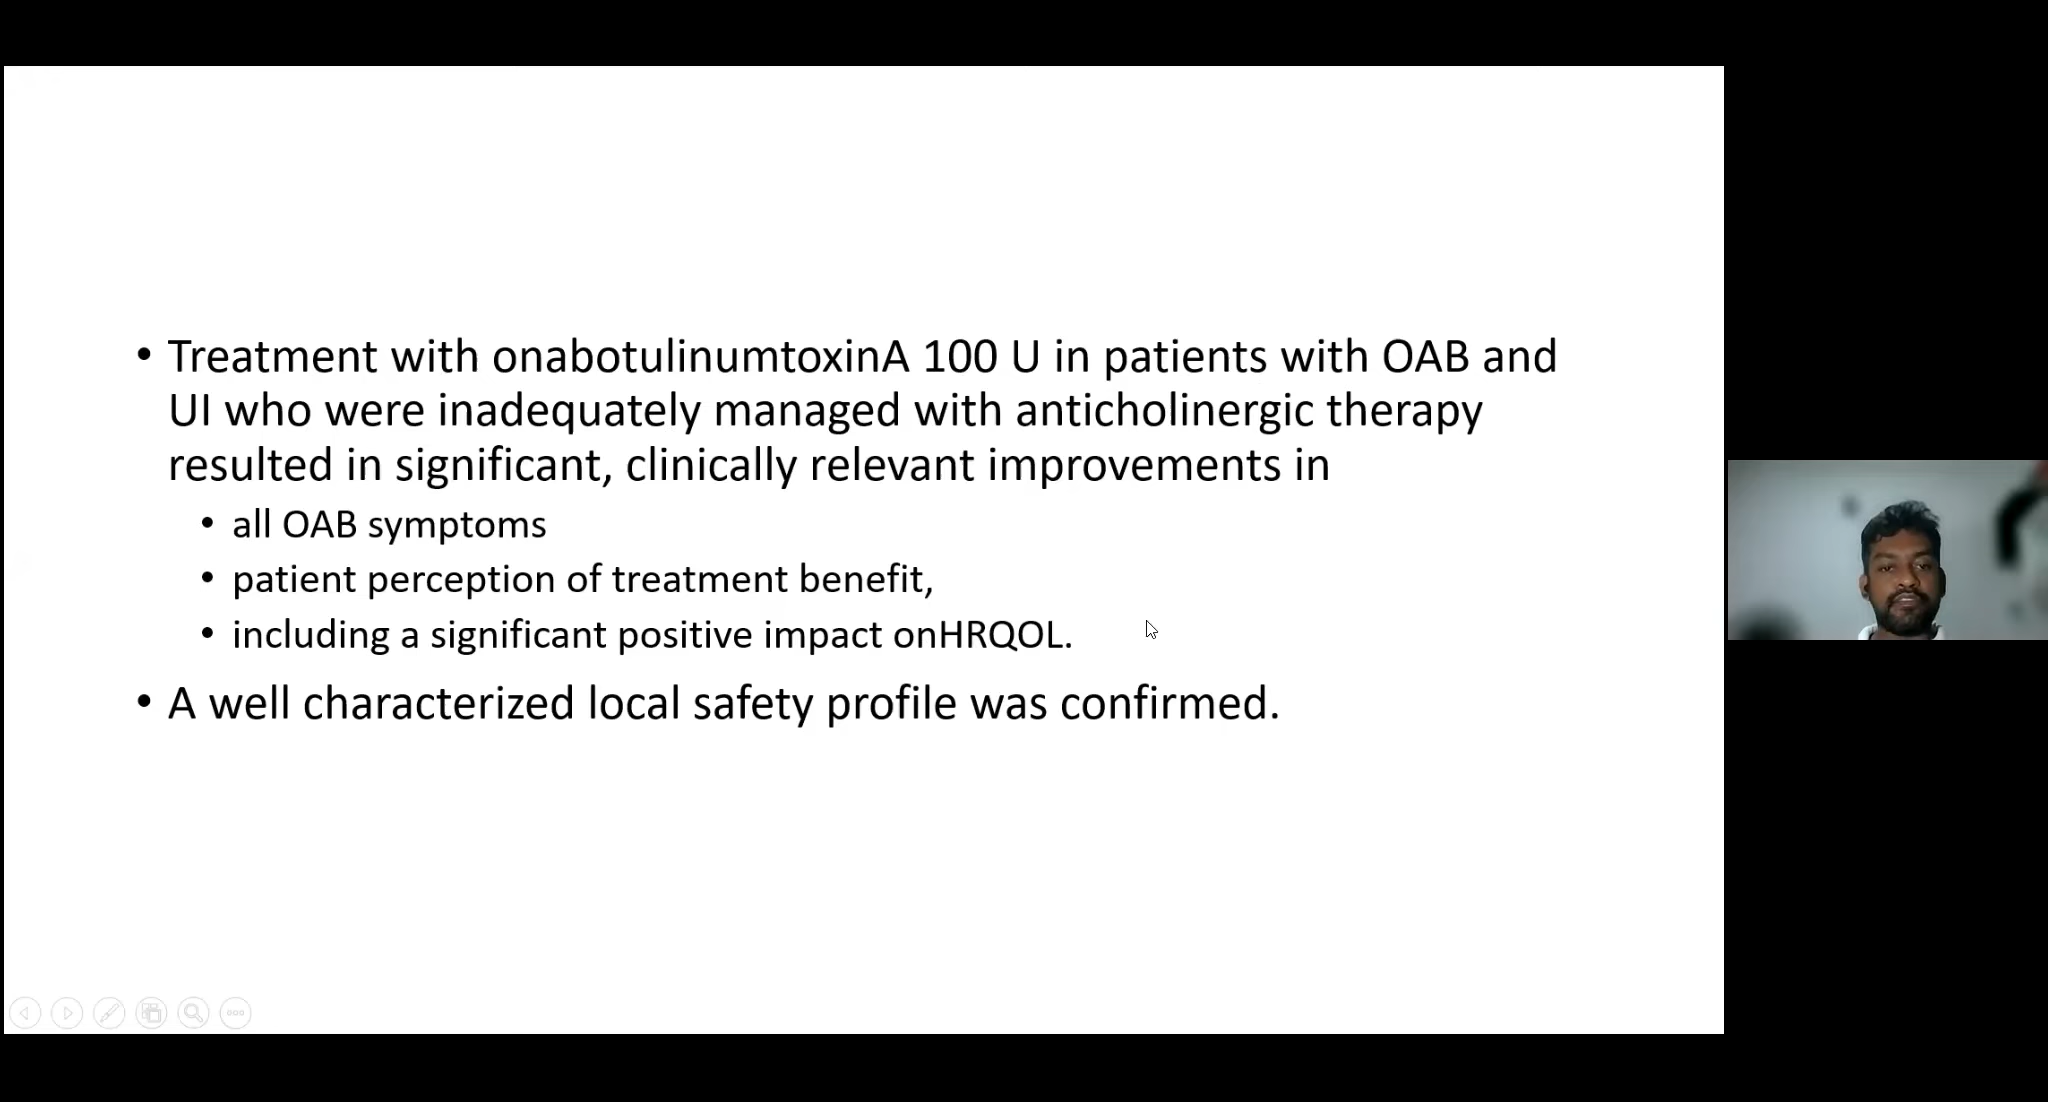 • Treatment with onabotulinumtoxinA 100 U in patients with OAB and
UI who were inadequately managed with anticholinergic therapy
resulted in significant, clinically relevant improvements in
• all OAB symptoms
• patient perception of treatment benefit,
• including a significant positive impact onHRQOL.
• A well characterized local safety profile was confirmed.